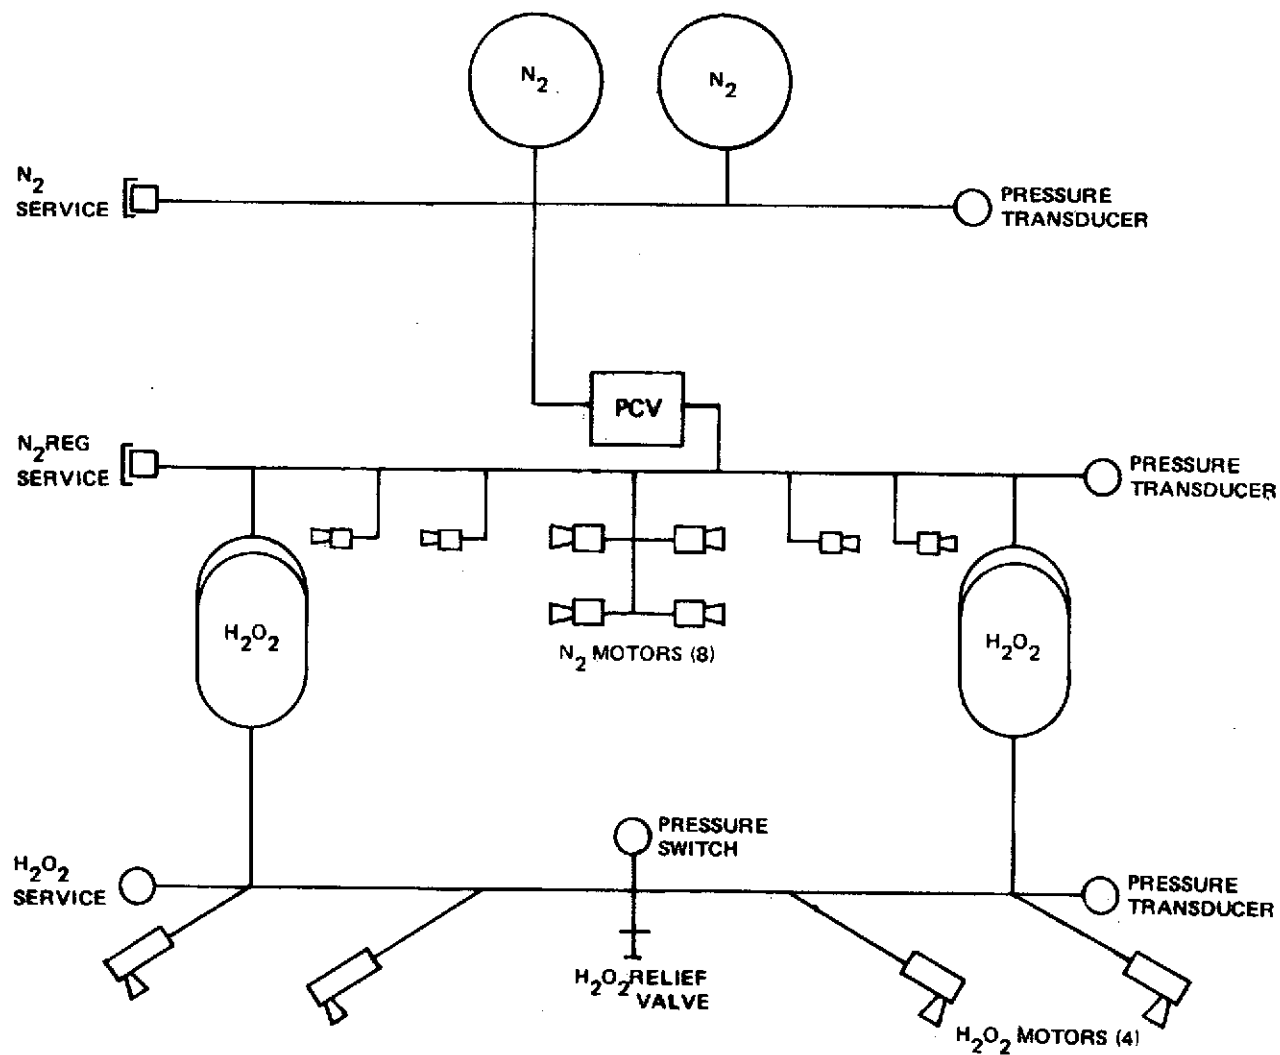 N2
N2
N2
SERVICE
PRESSURE
TRANSDUCER
PCV
N2REG
SERVICE
PRESSURE
TRANSDUCER
H2O2
H2O2
N2 MOTORS (8)
PRESSURE
SWITCH
H2O2
SERVICE
PRESSURE
TRANSDUCER
H2O2 RELIEF
VALVE
H2O2 MOTORS (4)